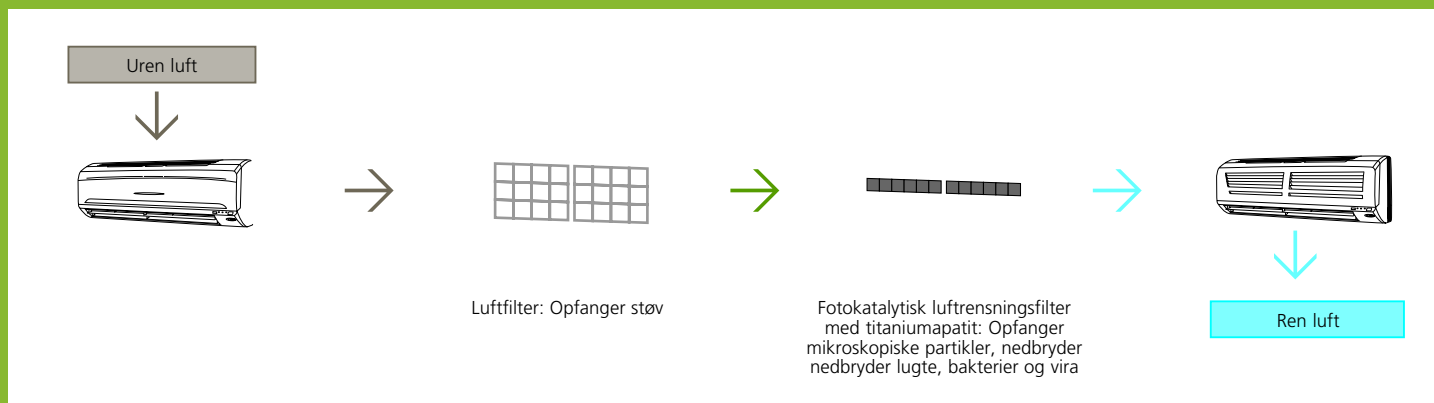 Uren luft
Luftfilter: Opfanger støv
Fotokatalytisk luftrensningsfilter
med titaniumapatit: Opfanger
mikroskopiske partikler, nedbryder
nedbryder lugte, bakterier og vira
Ren luft